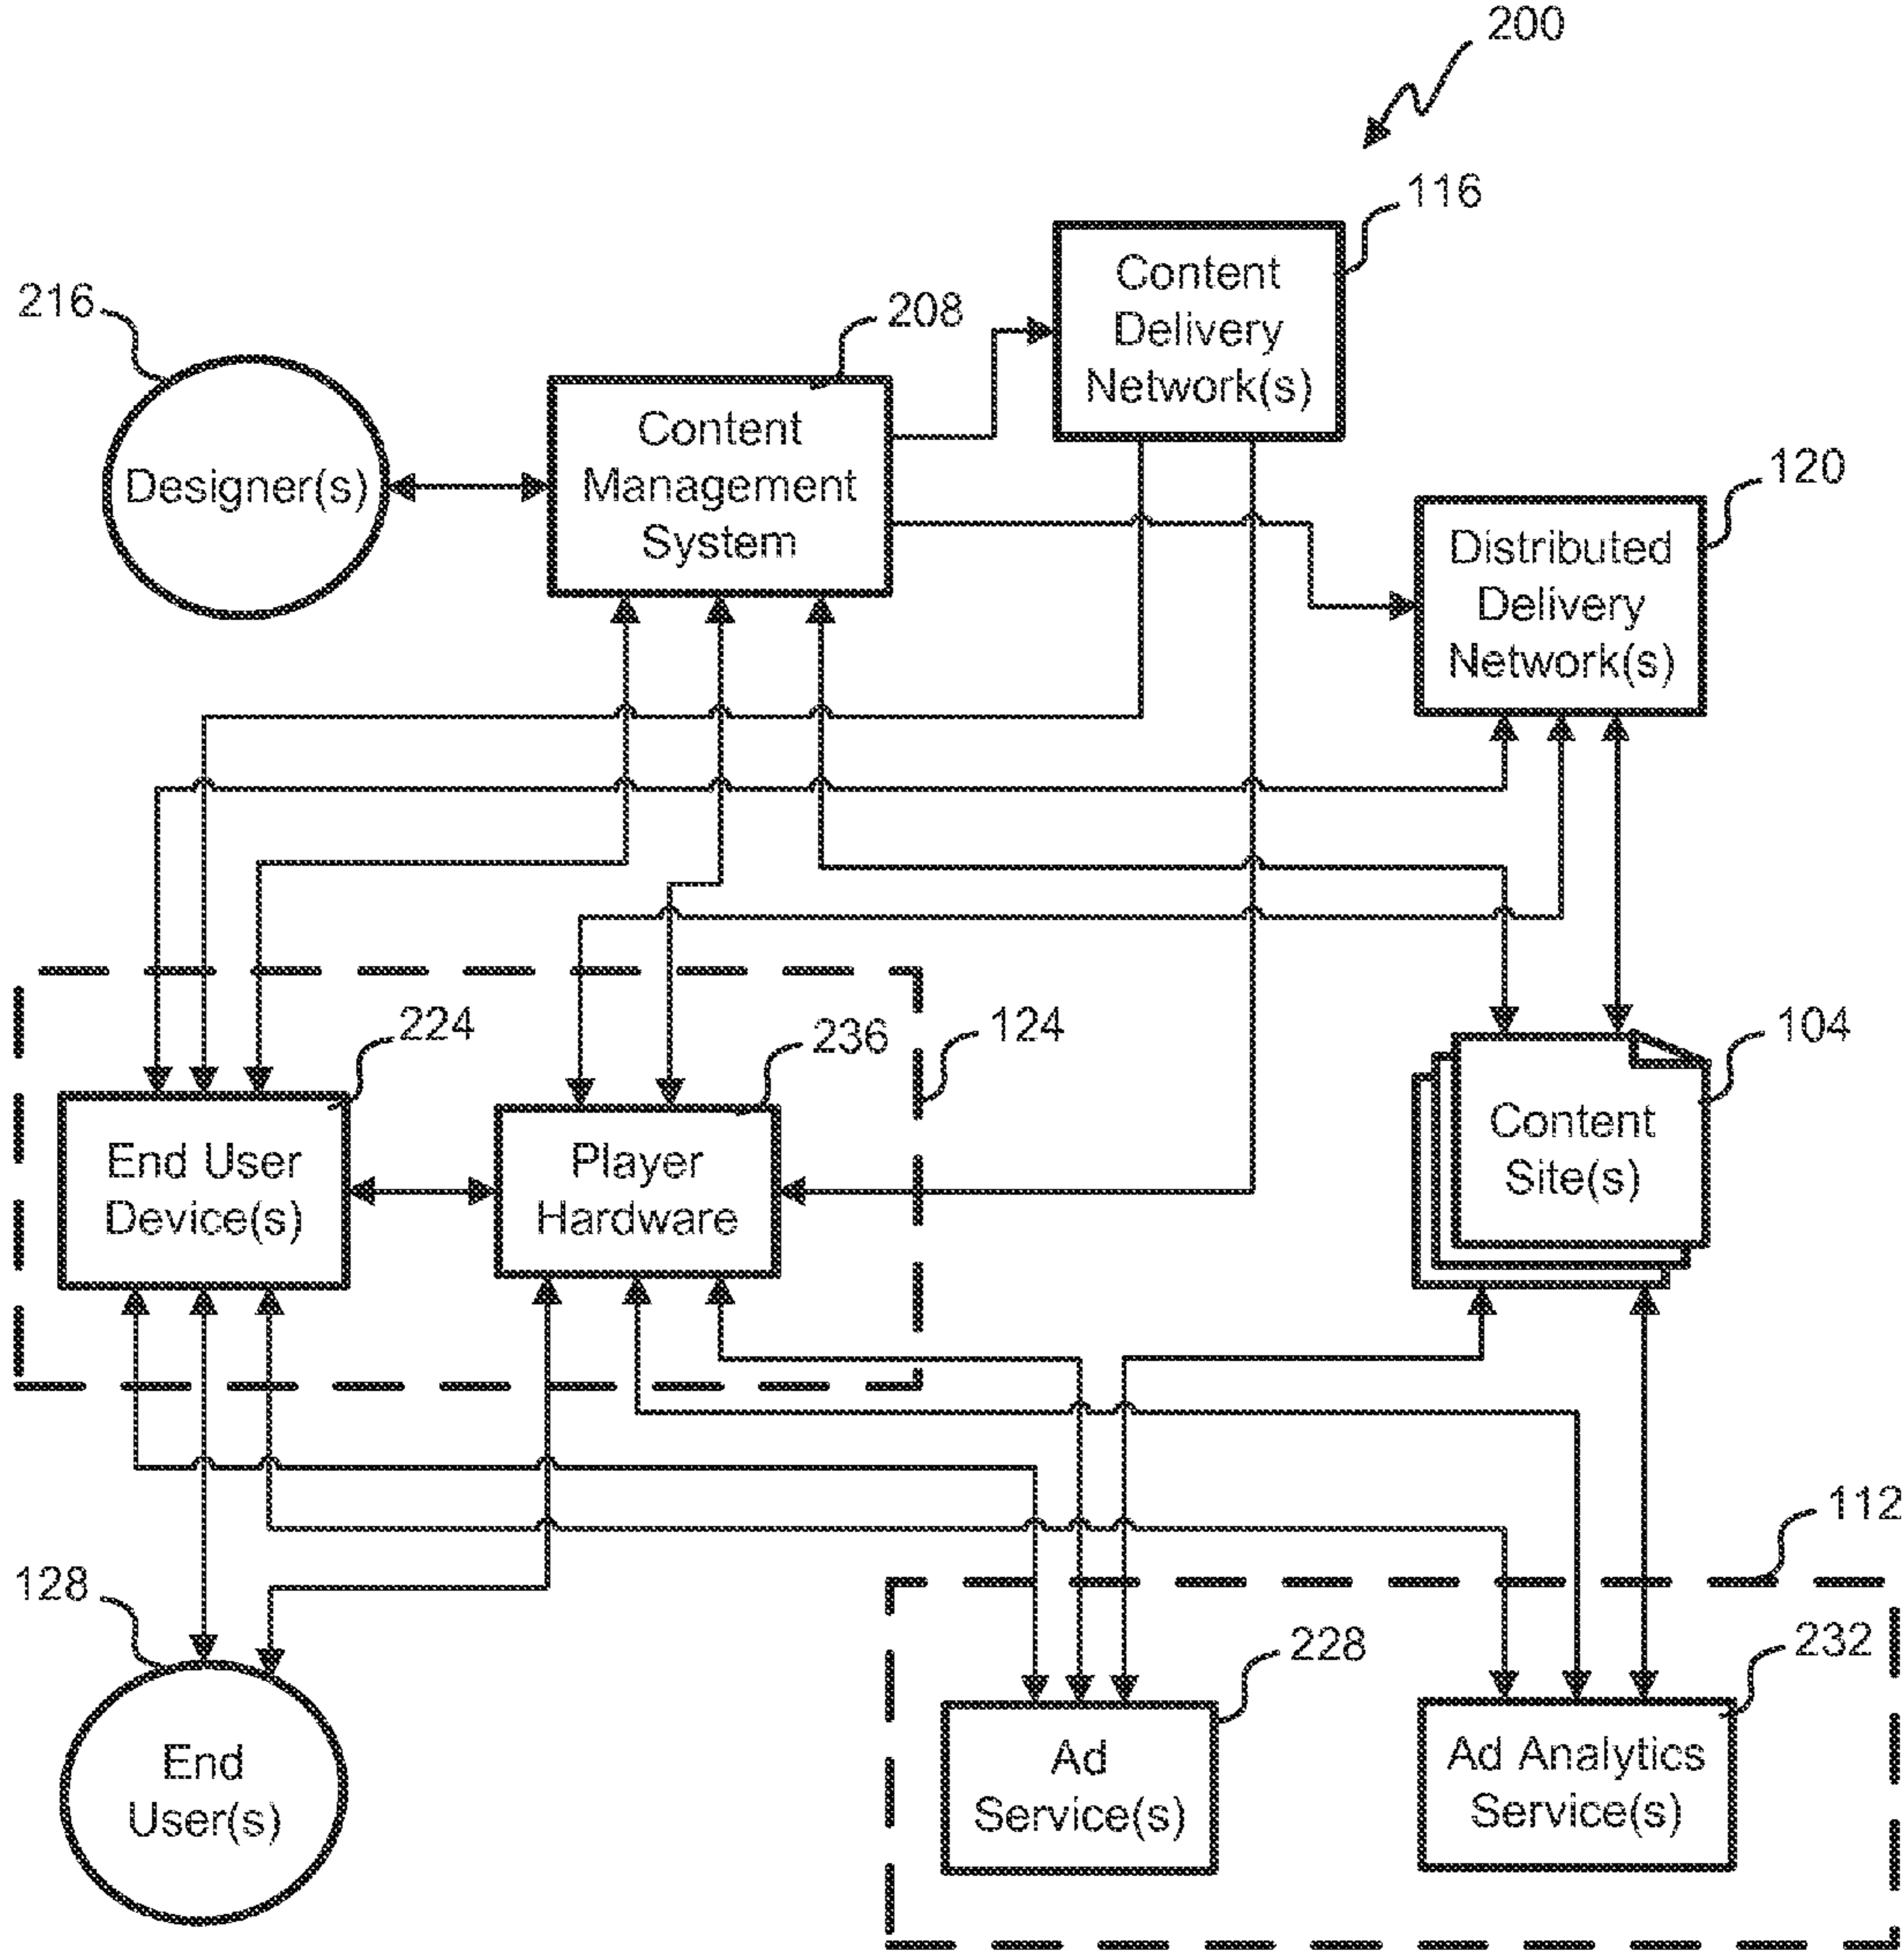 200
116
Content
Delivery
Network(s)
216
208
Designer(s)
Content
Management
System
120
Distributed
Delivery
Network(s)
224
236
124
104
End User
Device(s)
Player
Hardware
Content
Site(s)
112
128
228
232
End
User(s)
Ad
Service(s)
Ad Analytics
Service(s)